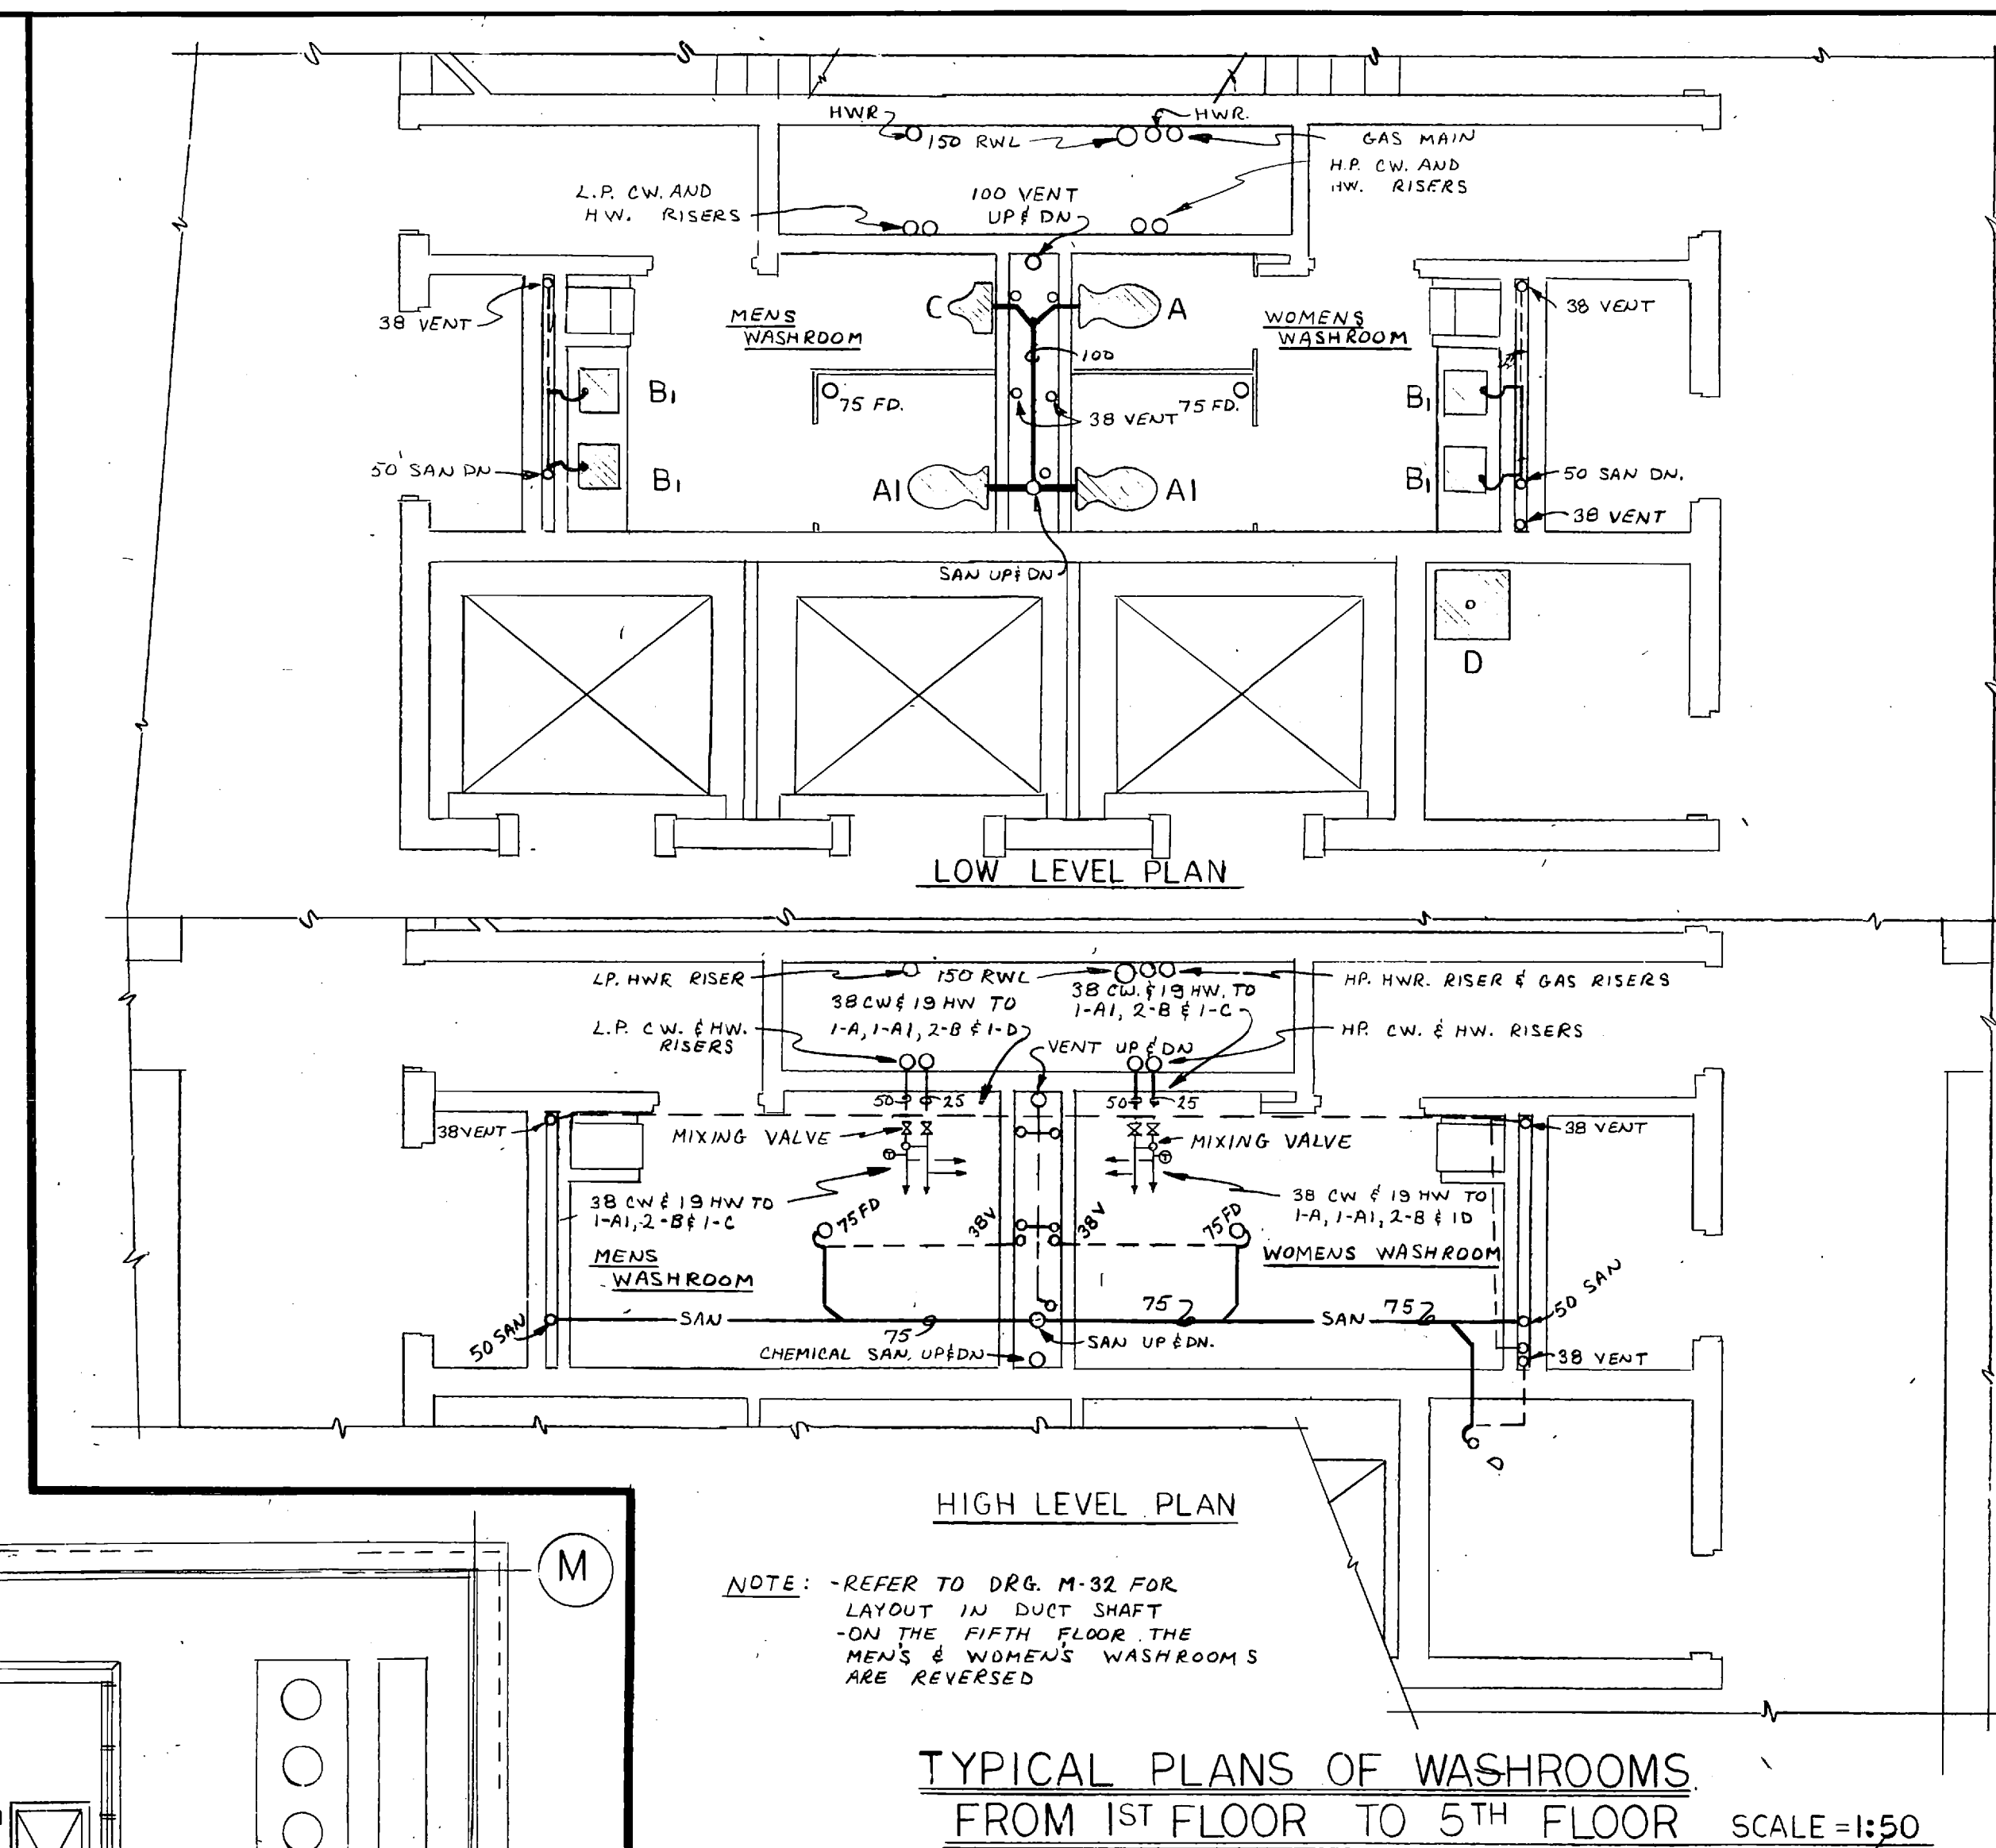 HWR
HWR.
150 RWL
GAS MAIN
L.P. CW. AND
HW. RISERS
100 VENT
UP & DN
H.P. CW. AND
HW. RISERS
38 VENT
MENS
WASHROOM
C
A
WOMENS
WASHROOM
38 VENT
100
B1
75 FD.
38 VENT
75 FD.
B1
50 SAN DN
B1
A1
A1
B1
50 SAN DN.
38 VENT
SAN UP & DN
D
LOW LEVEL PLAN
LP. HWR RISER
150 RWL
HP. HWR. RISER & GAS RISERS
38 CW & 19 HW TO
1-A, 1-A1, 2-B & 1-D
38 CW. & 19 HW. TO
1-A1, 2-B & 1-C
L.P. CW. & HW.
RISERS
VENT UP & DN
HP. CW. & HW. RISERS
50
25
50
25
38 VENT
MIXING VALVE
MIXING VALVE
38 VENT
T
T
38 CW & 19 HW TO
1-A1, 2-B & 1-C
38 CW & 19 HW TO
1-A, 1-A1, 2-B & 1D
75 FD
38V
38V
75 FD
MENS
WASHROOM
WOMENS WASHROOM
50 SAN
SAN
75
75
SAN
75
50 SAN
CHEMICAL SAN. UP & DN
SAN UP & DN.
38 VENT
D
HIGH LEVEL PLAN
M
NOTE: -REFER TO DRG. M-32 FOR
LAYOUT IN DUCT SHAFT
-ON THE FIFTH FLOOR THE
MEN'S & WOMEN'S WASHROOMS
ARE REVERSED
TYPICAL PLANS OF WASHROOMS
FROM 1ST FLOOR TO 5TH FLOOR SCALE = 1:50